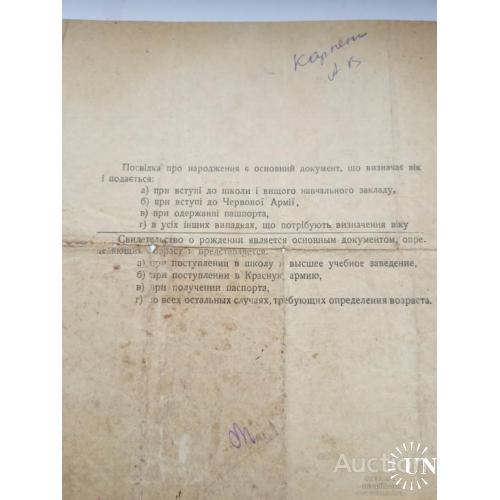 А В
Посвідка про народження є основний документ, що визначає вік
і подається:
а) при вступі до школи і вищого навчального закладу,
б) при вступі до Червоної Армії,
в) при одержанні пашпорта,
г) в усіх інших випадках, що потрібують визначення віку
Свидетельство о рождении является основным документом, опре-
возраст и представляется:
а) при поступлении в школу и высшее учебное заведение,
б) при поступлении в Красную армию,
в) при получении паспорта,
г) во всех остальных случаях, требующих определения возраста.
UN